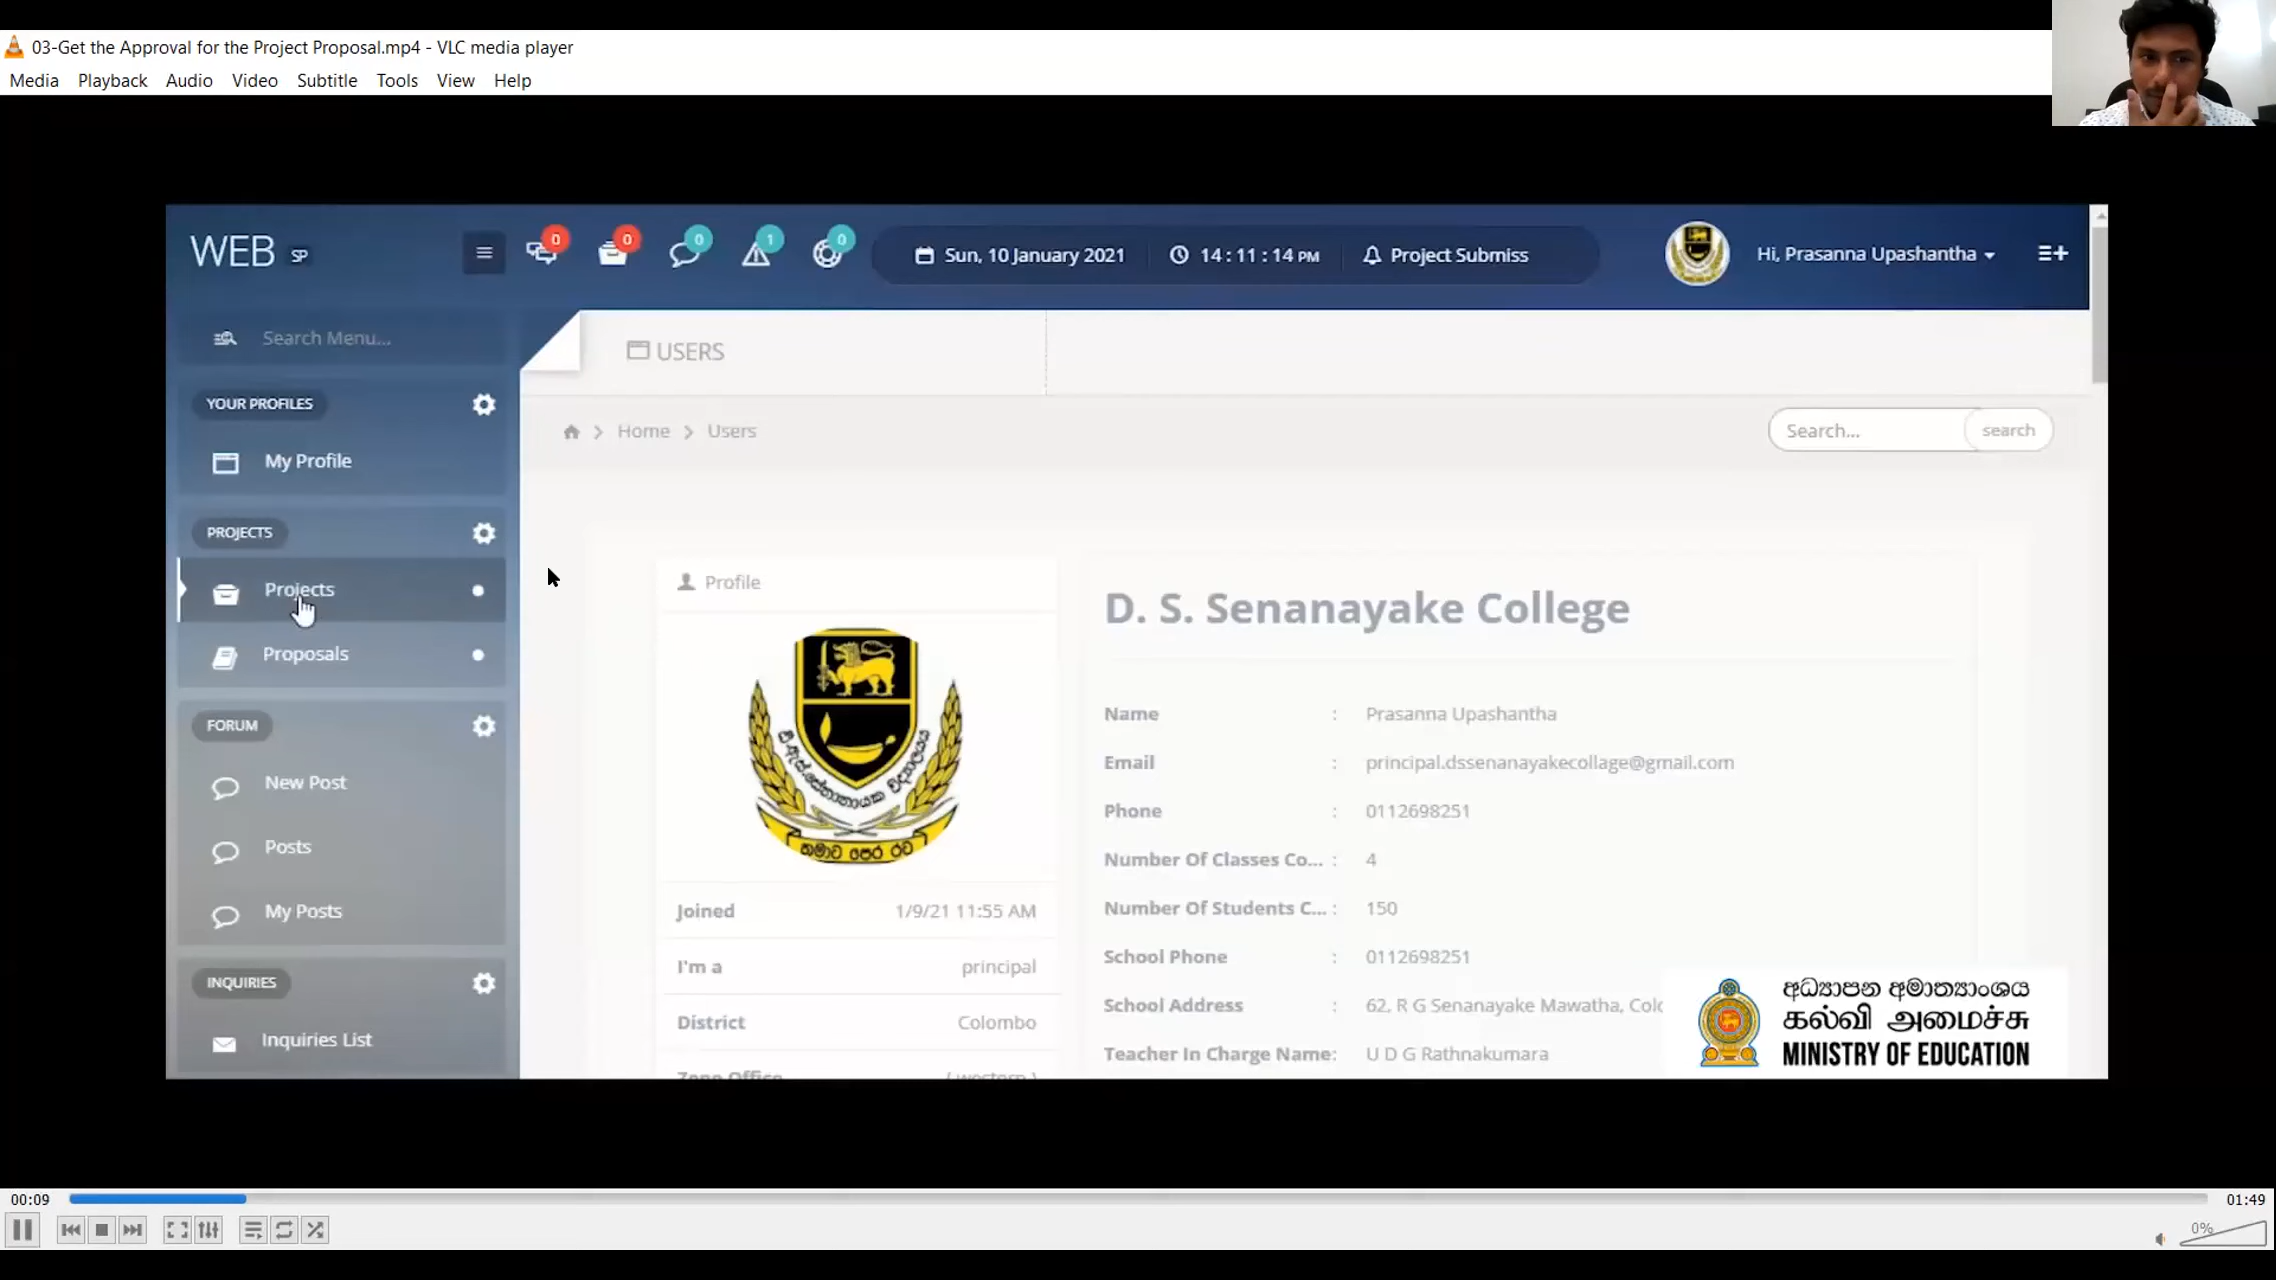 03-Get the Approval for the Project Proposal.mp4 - VLC media player
Media Playback Audio Video Subtitle Tools View Help
WEB SP
0 0 0 1 0
Sun, 10 January 2021
14 : 11 : 14 PM
Project Submiss
Hi, Prasanna Upashantha
Search Menu...
YOUR PROFILES
My Profile
PROJECTS
Projects
Proposals
FORUM
New Post
Posts
My Posts
INQUIRIES
Inquiries List
USERS
Home Users
Search... search
Profile
තමාට පෙර රට
Joined 1/9/21 11:55 AM
I'm a principal
District Colombo
Zone Office ( western )
D. S. Senanayake College
Name : Prasanna Upashantha
Email : principal.dssenanayakecollage@gmail.com
Phone : 0112698251
Number Of Classes Co... : 4
Number Of Students C... : 150
School Phone : 0112698251
School Address : 62, R G Senanayake Mawatha, Colo
Teacher In Charge Name: U D G Rathnakumara
අධ්‍යාපන අමාත්‍යාංශය
கல்வி அமைச்சு
MINISTRY OF EDUCATION
00:09 01:49
0%